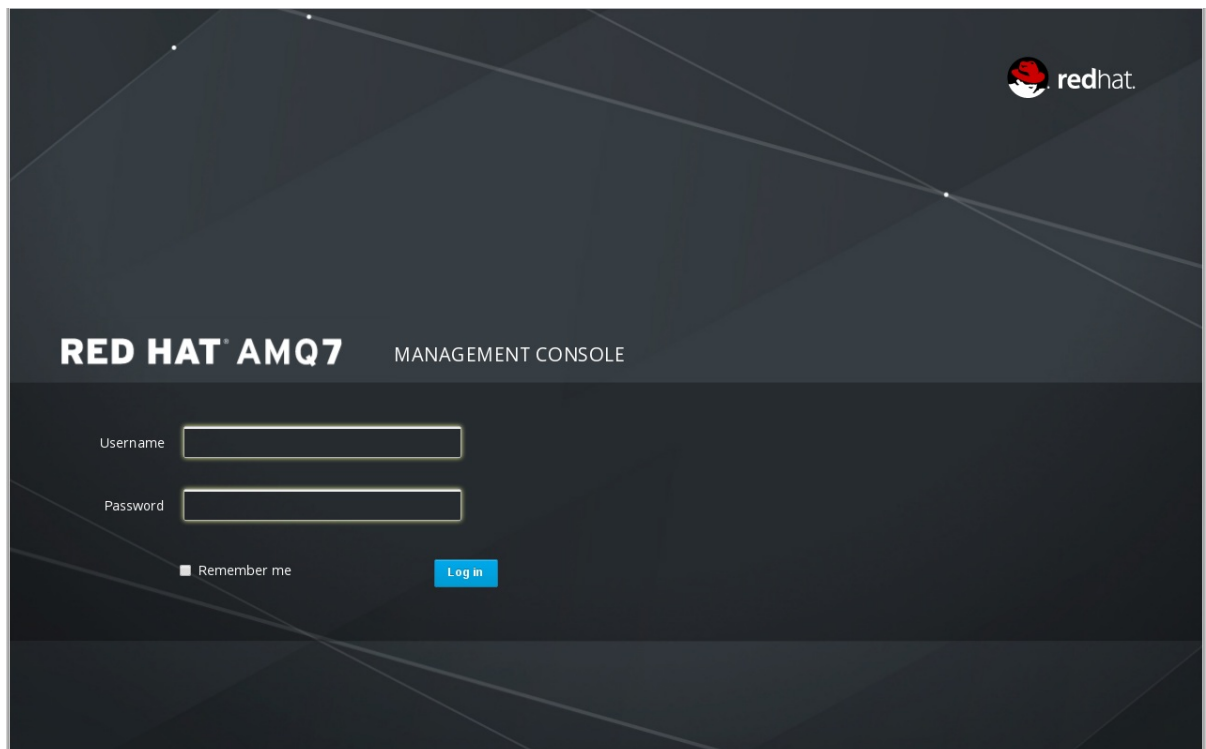 redhat.
RED HAT® AMQ7 MANAGEMENT CONSOLE
Username
Password
Remember me
Log in